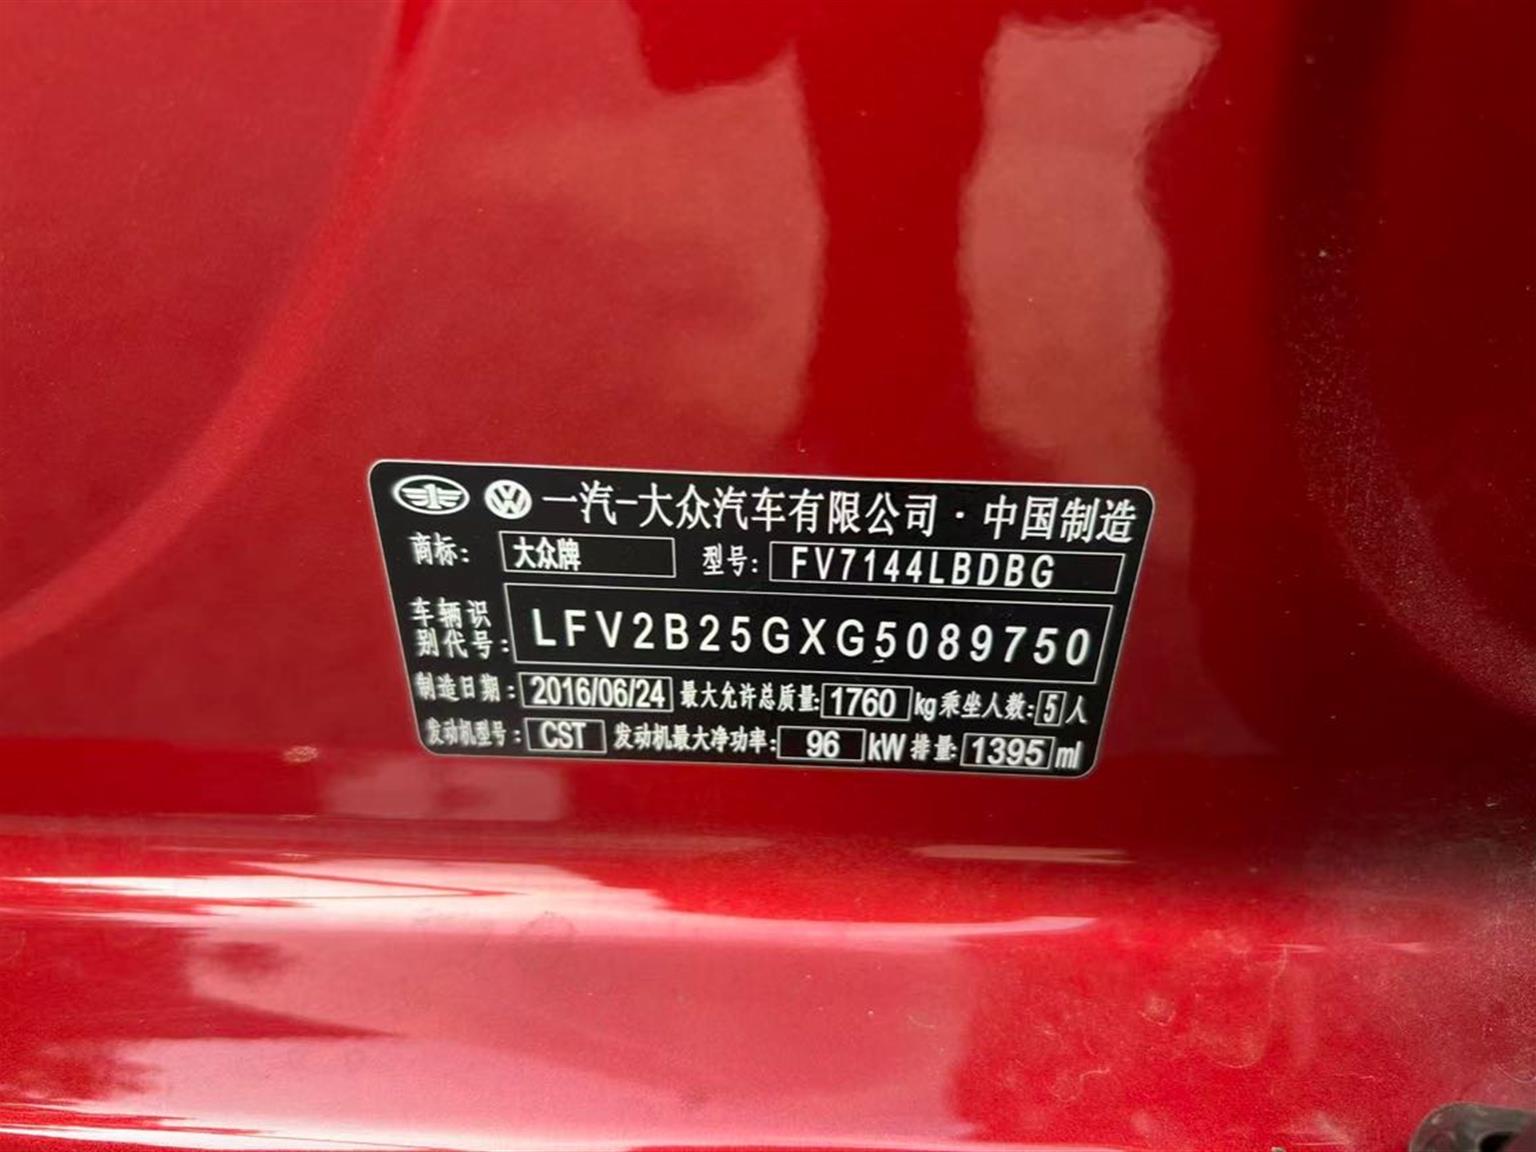 一汽-大众汽车有限公司·中国制造
商标: 大众牌 型号: FV7144LBDBG
车辆识别代号: LFV2B25GXG5089750
制造日期: 2016/06/24 最大允许总质量: 1760 kg 乘坐人数: 5 人
发动机型号: CST 发动机最大净功率: 96 kW 排量: 1395 ml